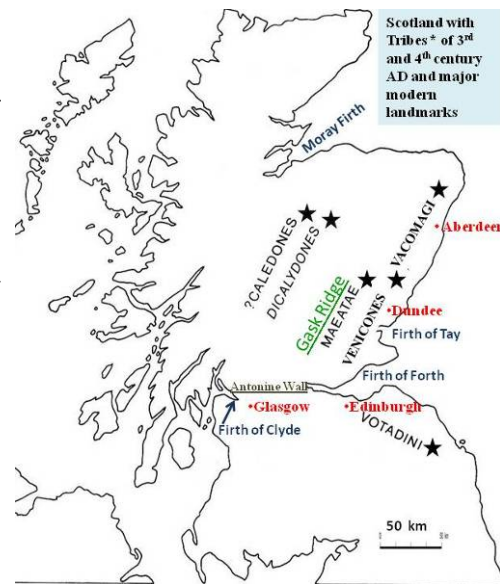 Scotland with
Tribes * of 3rd
and 4th century
AD and major
modern
landmarks
Moray Firth
?CALEDONES
DICALYDONES
VACOMAGI
Aberdeen
Gask Ridge
MAEATAE
VENICONES
Dundee
Firth of Tay
Firth of Forth
Antonine Wall
Glasgow
Edinburgh
Firth of Clyde
VOTADINI
50 km